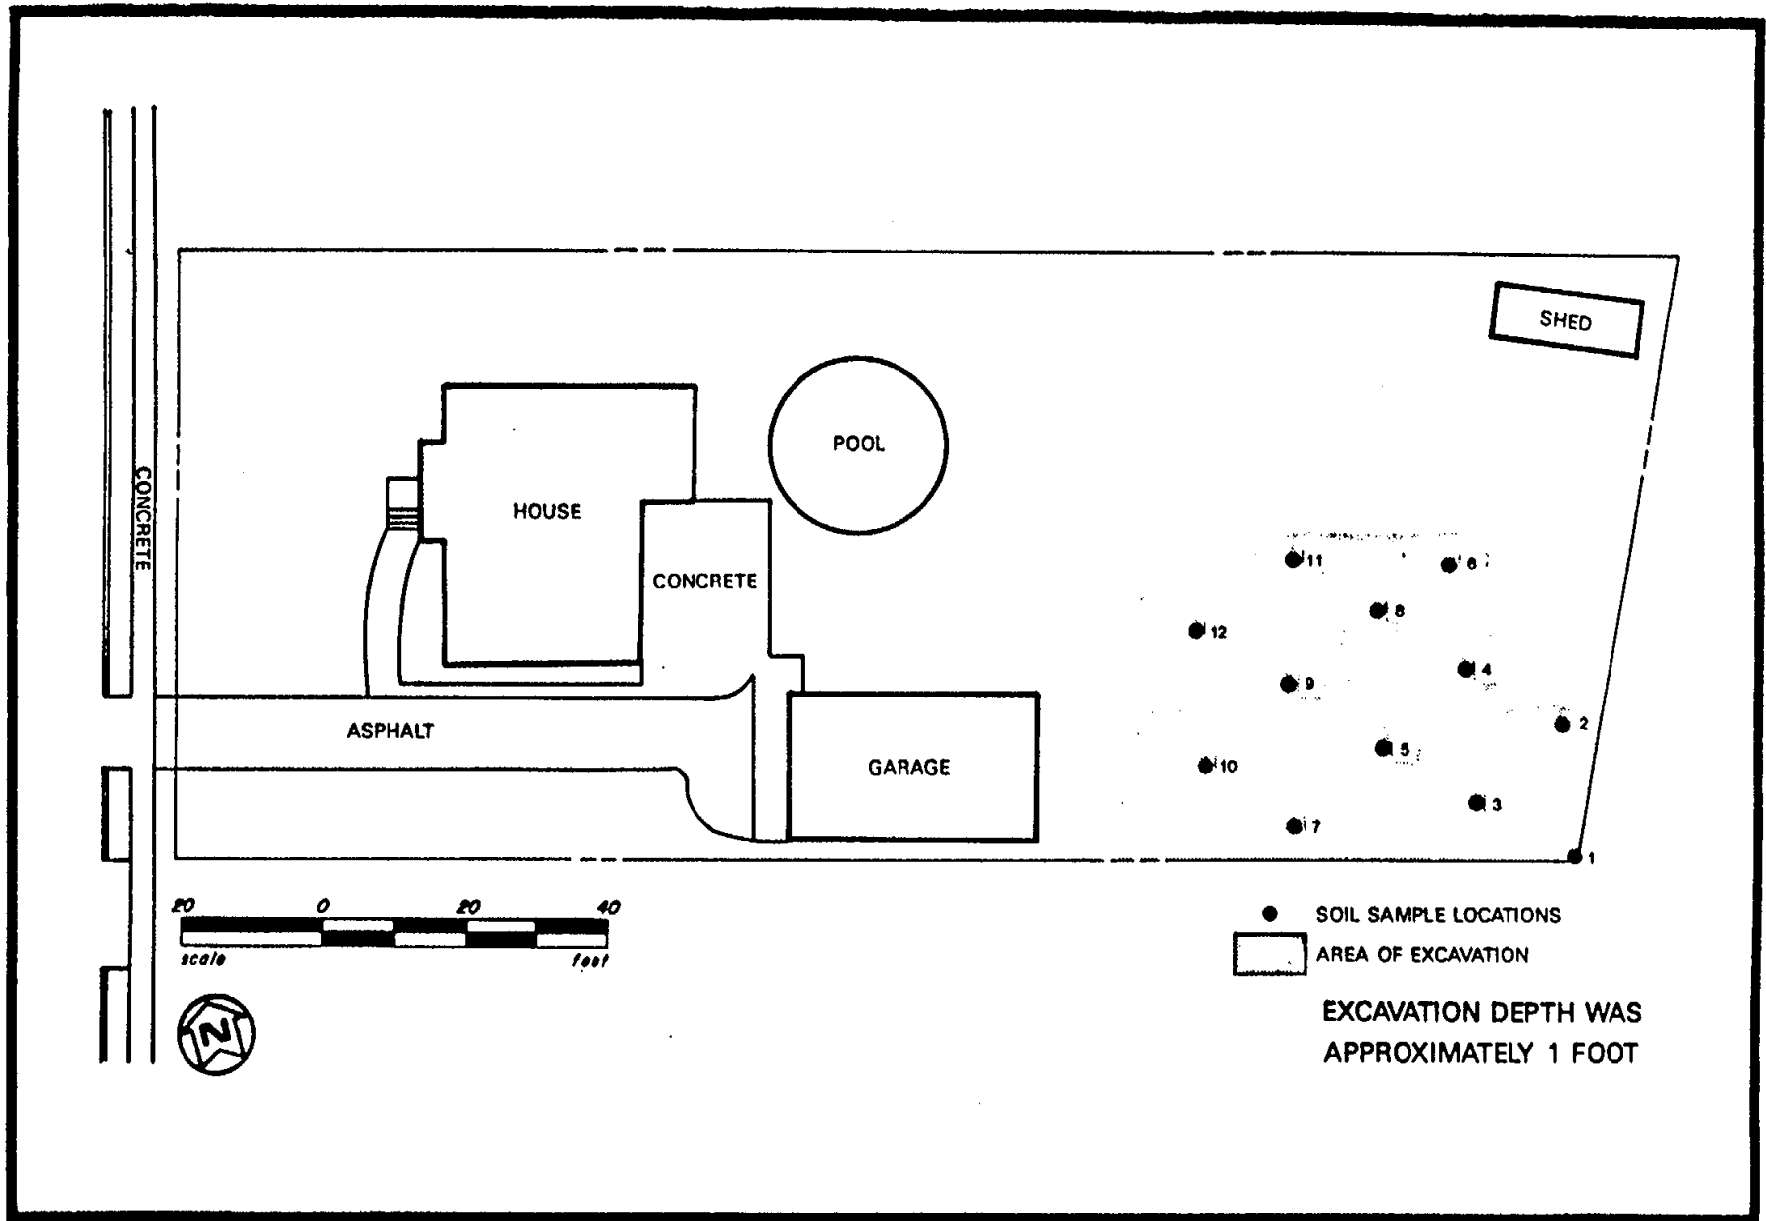 SHED
POOL
CONCRETE
HOUSE
CONCRETE
11
6
8
12
4
9
2
ASPHALT
5
GARAGE
10
3
7
1
20 0 20 40
scale feet
SOIL SAMPLE LOCATIONS
AREA OF EXCAVATION
EXCAVATION DEPTH WAS
APPROXIMATELY 1 FOOT
N